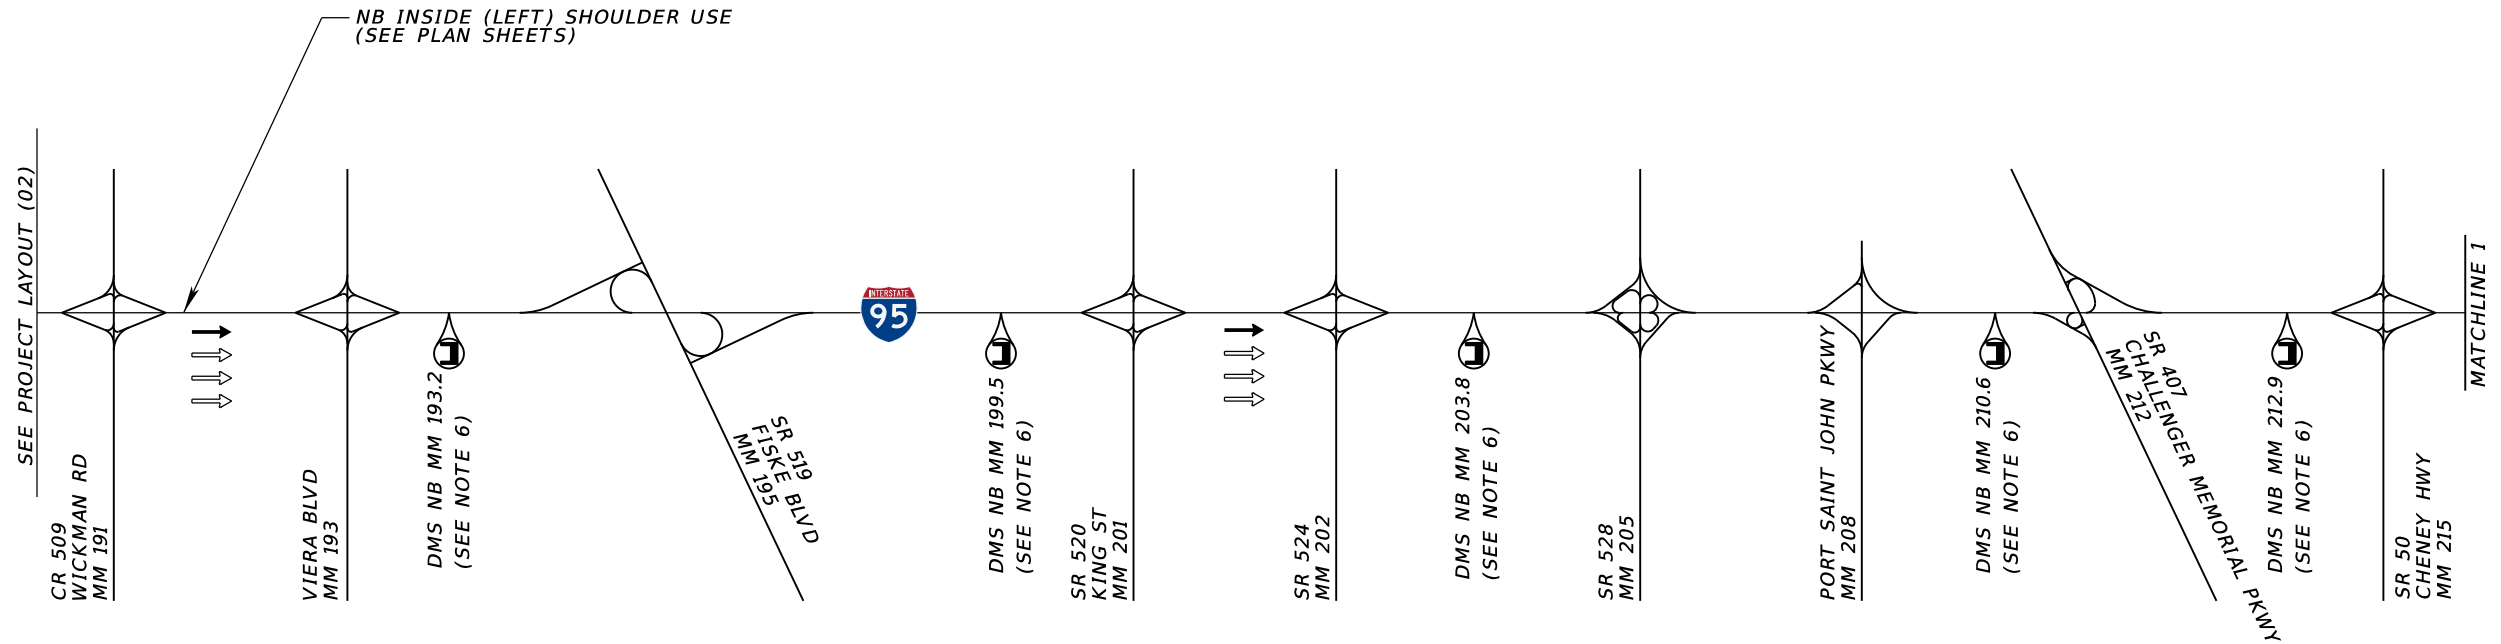 NB INSIDE (LEFT) SHOULDER USE
(SEE PLAN SHEETS)
SEE PROJECT LAYOUT (02)
CR 509
WICKMAN RD
MM 191
VIERA BLVD
MM 193
DMS NB MM 193.2
(SEE NOTE 6)
SR 519
FISKE BLVD
MM 195
INTERSTATE
95
DMS NB MM 199.5
(SEE NOTE 6)
SR 520
KING ST
MM 201
SR 524
MM 202
DMS NB MM 203.8
(SEE NOTE 6)
SR 528
MM 205
PORT SAINT JOHN PKWY
MM 208
DMS NB MM 210.6
(SEE NOTE 6)
SR 407
CHALLENGER MEMORIAL PKWY
MM 212
DMS NB MM 212.9
(SEE NOTE 6)
SR 50
CHENEY HWY
MM 215
MATCHLINE 1